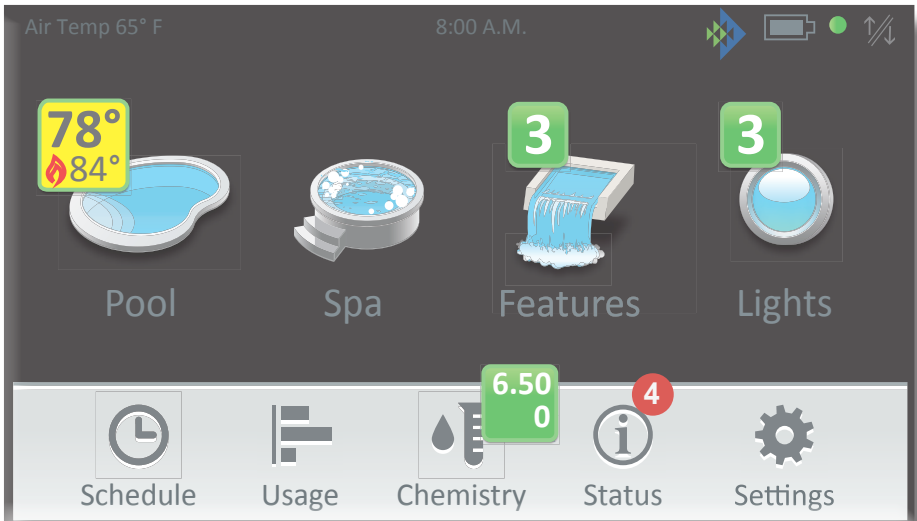 Air Temp 65° F 8:00 A.M.
78° 3 3
84°
Pool Spa Features Lights
6.50 4
0
Schedule Usage Chemistry Status Settings